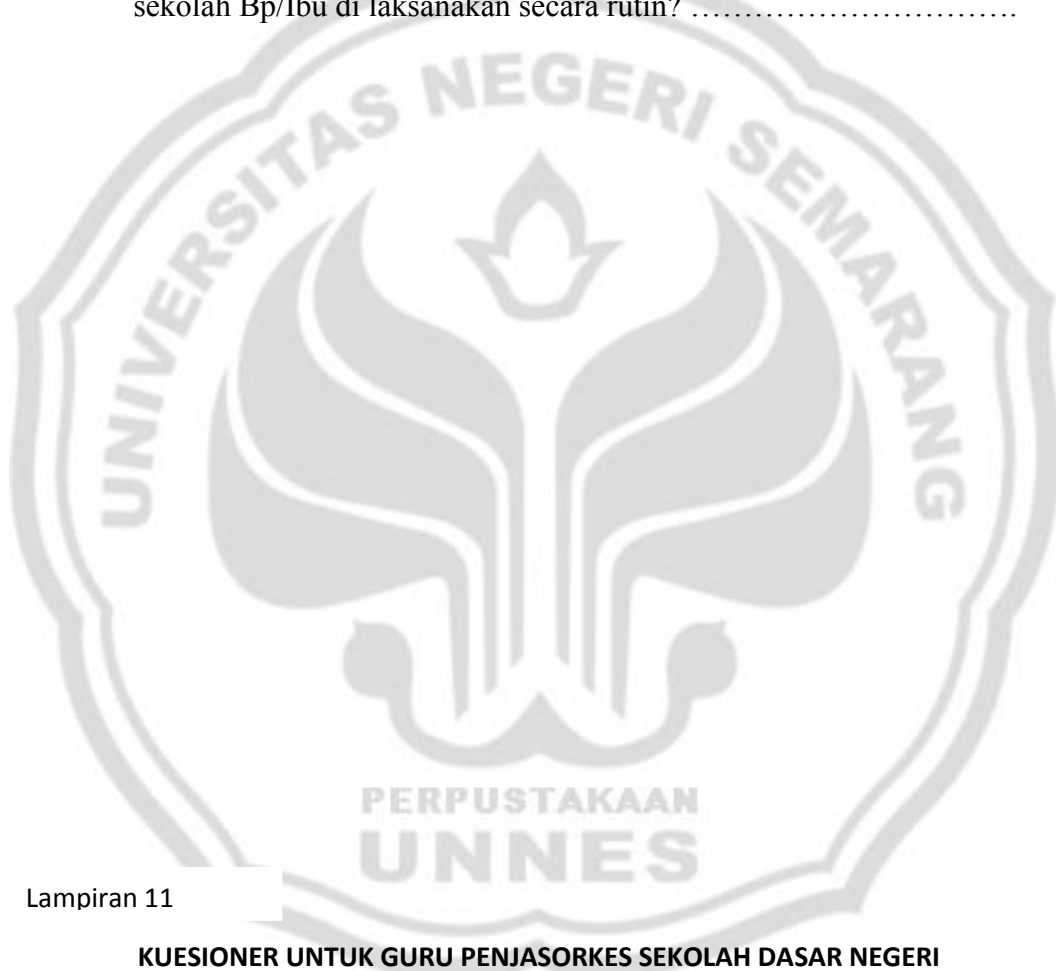 sekolah Bp/Ibu di laksanakan secara rutin? ………………………….
UNIVERSITAS NEGERI SEMARANG
PERPUSTAKAAN
UNNES
Lampiran 11
KUESIONER UNTUK GURU PENJASORKES SEKOLAH DASAR NEGERI